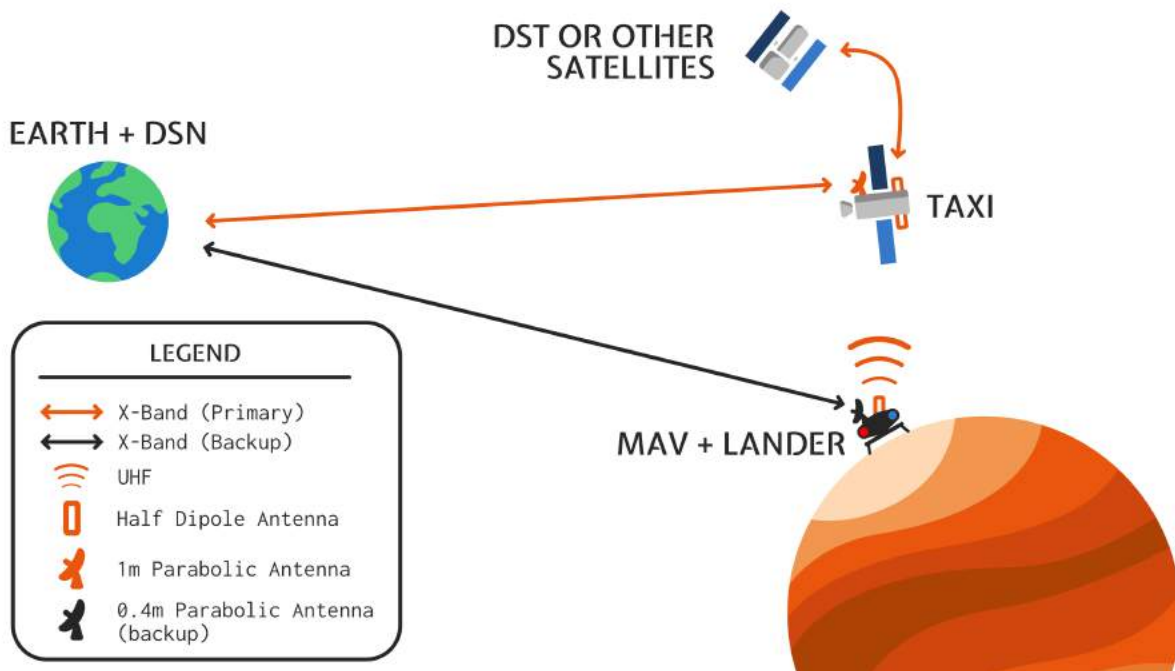 DST OR OTHER
SATELLITES
EARTH + DSN
TAXI
MAV + LANDER
LEGEND
X-Band (Primary)
X-Band (Backup)
UHF
Half Dipole Antenna
1m Parabolic Antenna
0.4m Parabolic Antenna
(backup)